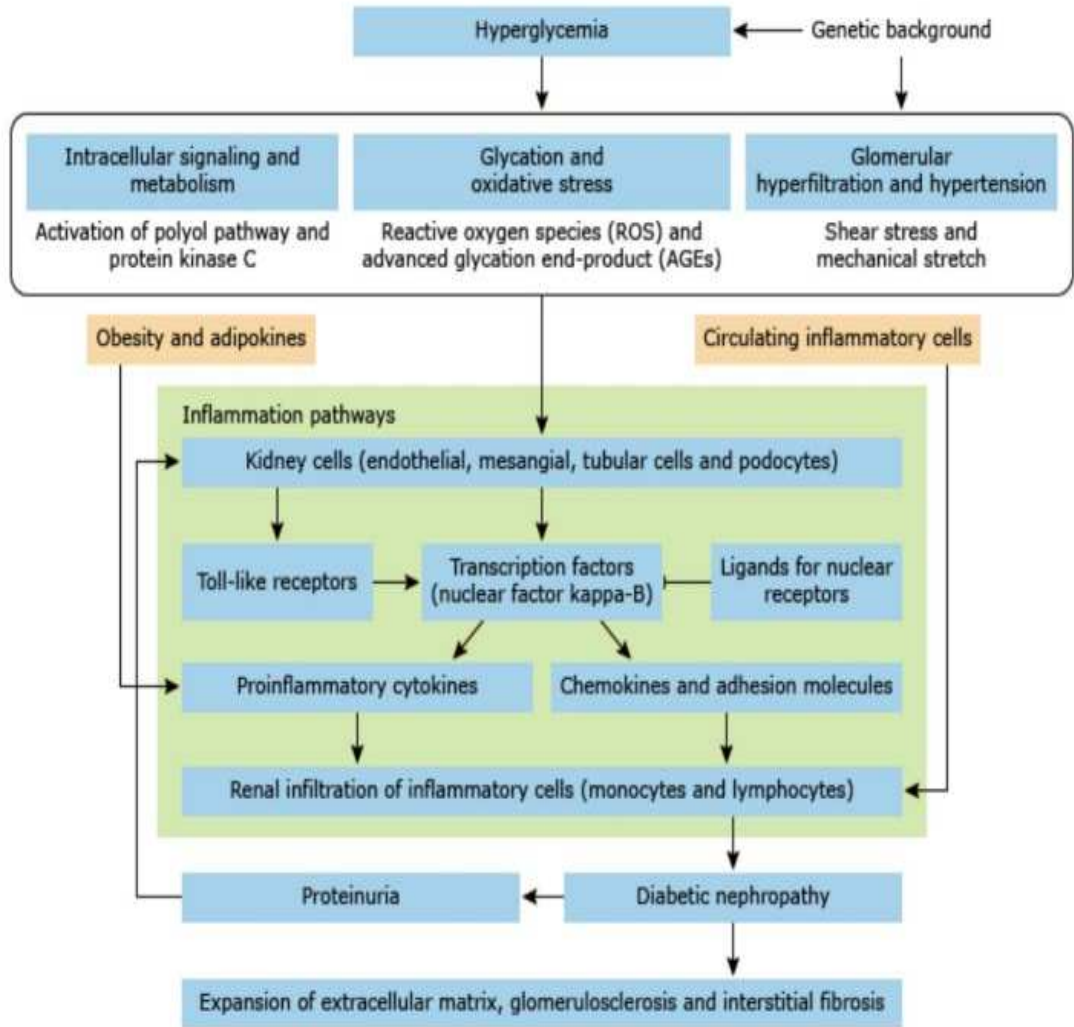 Hyperglycemia
Genetic background
Intracellular signaling and
metabolism
Activation of polyol pathway and
protein kinase C
Glycation and
oxidative stress
Reactive oxygen species (ROS) and
advanced glycation end-product (AGEs)
Glomerular
hyperfiltration and hypertension
Shear stress and
mechanical stretch
Obesity and adipokines
Circulating inflammatory cells
Inflammation pathways
Kidney cells (endothelial, mesangial, tubular cells and podocytes)
Toll-like receptors
Transcription factors
(nuclear factor kappa-B)
Ligands for nuclear
receptors
Proinflammatory cytokines
Chemokines and adhesion molecules
Renal infiltration of inflammatory cells (monocytes and lymphocytes)
Proteinuria
Diabetic nephropathy
Expansion of extracellular matrix, glomerulosclerosis and interstitial fibrosis